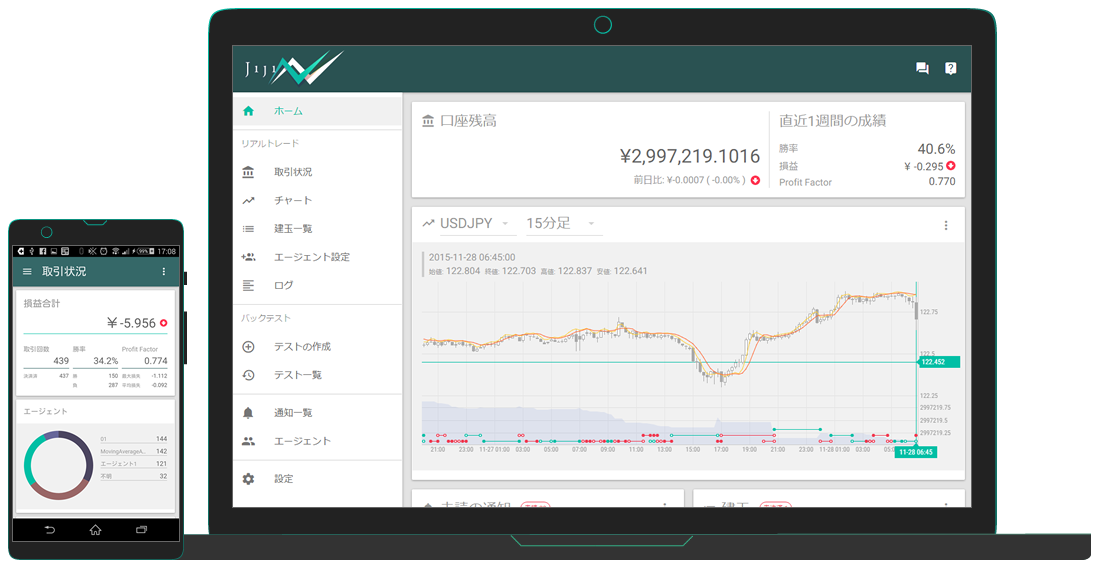 Jiji
ホーム
リアルトレード
取引状況
チャート
建玉一覧
エージェント設定
ログ
バックテスト
テストの作成
テスト一覧
通知一覧
エージェント
設定
口座残高
¥2,997,219.1016
前日比: ¥-0.0007 ( -0.00% )
直近1週間の成績
勝率 40.6%
損益 ¥ -0.295
Profit Factor 0.770
USDJPY 15分足
2015-11-28 06:45:00
始値: 122.804 終値: 122.703 高値: 122.837 安値: 122.641
122.75
122.5
122.452
122.25
2997219.75
2997219.5
2997219.25
21:00 23:00 11-27 01:00 03:00 05:00 07:00 09:00 11:00 13:00 15:00 17:00 19:00 21:00 23:00 11-28 01:00 03:00
11-28 06:45
17:08
取引状況
損益合計
¥ -5.956
取引回数 439
勝率 34.2%
Profit Factor 0.774
決済済 437
勝 150
負 287
最大損失 -1.112
平均損失 -0.092
エージェント
01 144
MovingAverageA... 142
エージェント1 121
不明 32